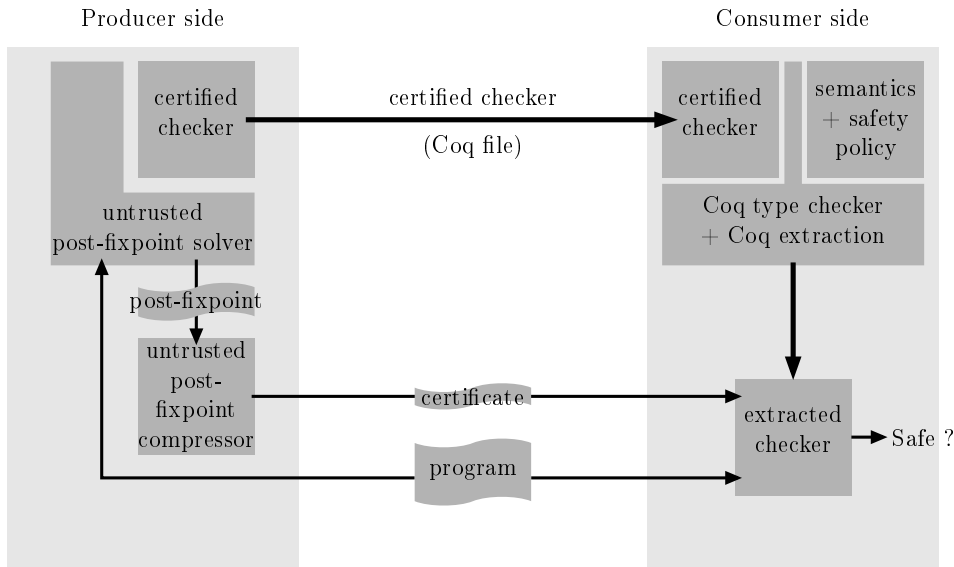 Producer side
Consumer side
certified
checker
certified checker
(Coq file)
certified
checker
semantics
+ safety
policy
untrusted
post-fixpoint solver
Coq type checker
+ Coq extraction
post-fixpoint
untrusted
post-
fixpoint
compressor
certificate
program
extracted
checker
Safe ?